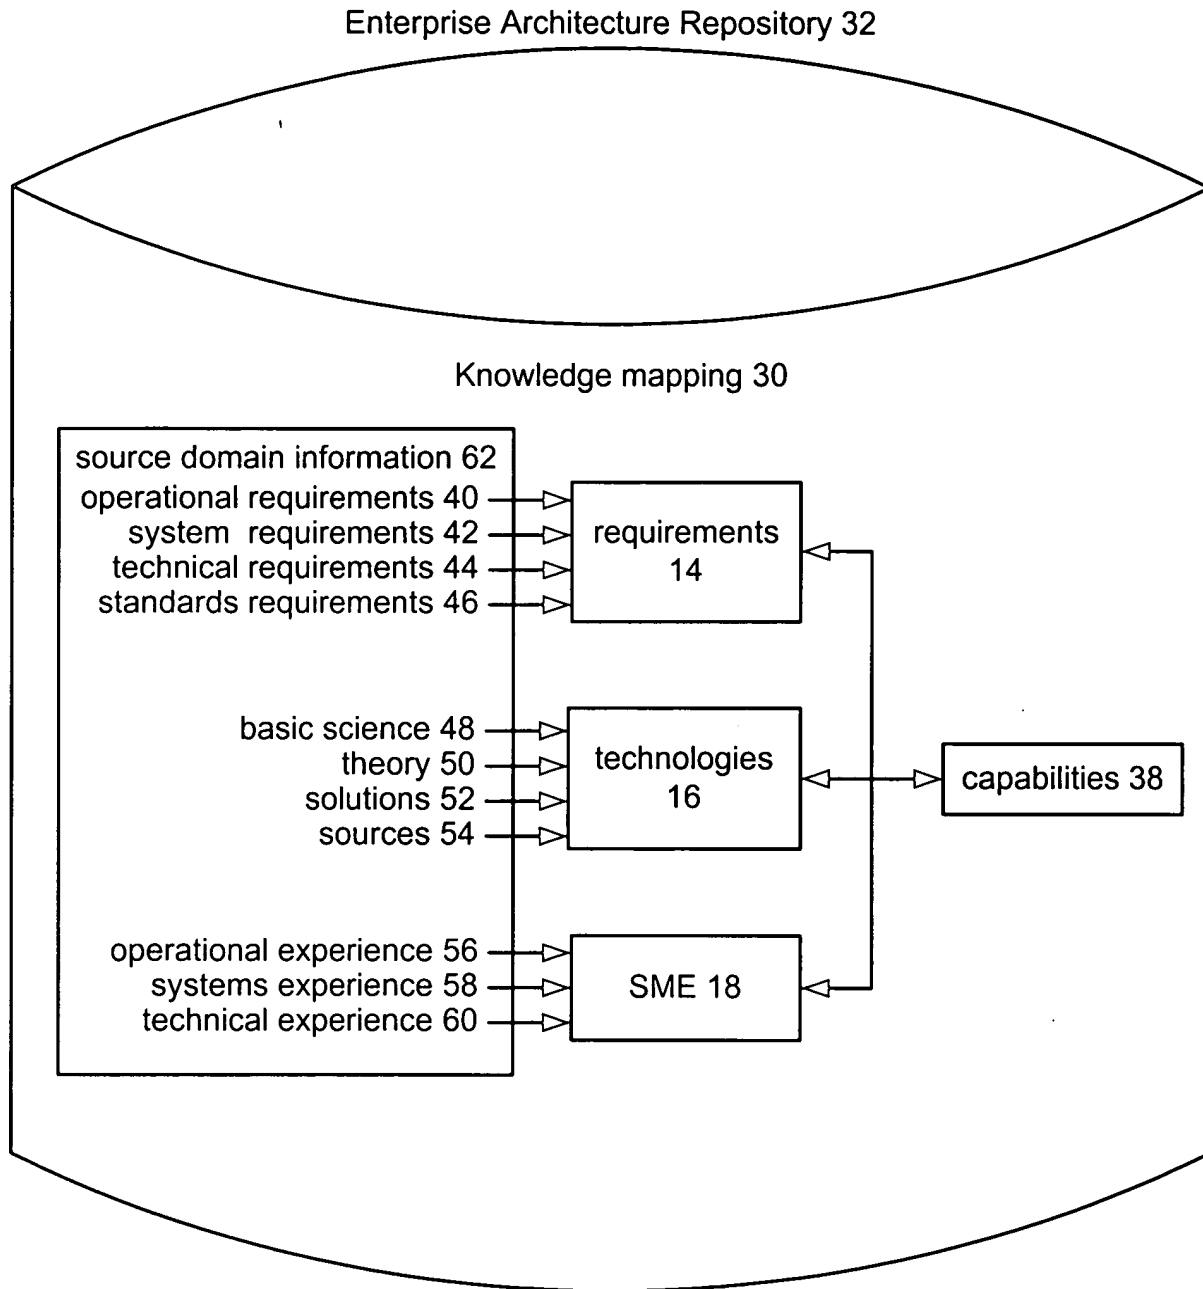 Enterprise Architecture Repository 32
Knowledge mapping 30
source domain information 62
operational requirements 40
system requirements 42
technical requirements 44
standards requirements 46
requirements
14
basic science 48
theory 50
solutions 52
sources 54
technologies
16
capabilities 38
operational experience 56
systems experience 58
technical experience 60
SME 18